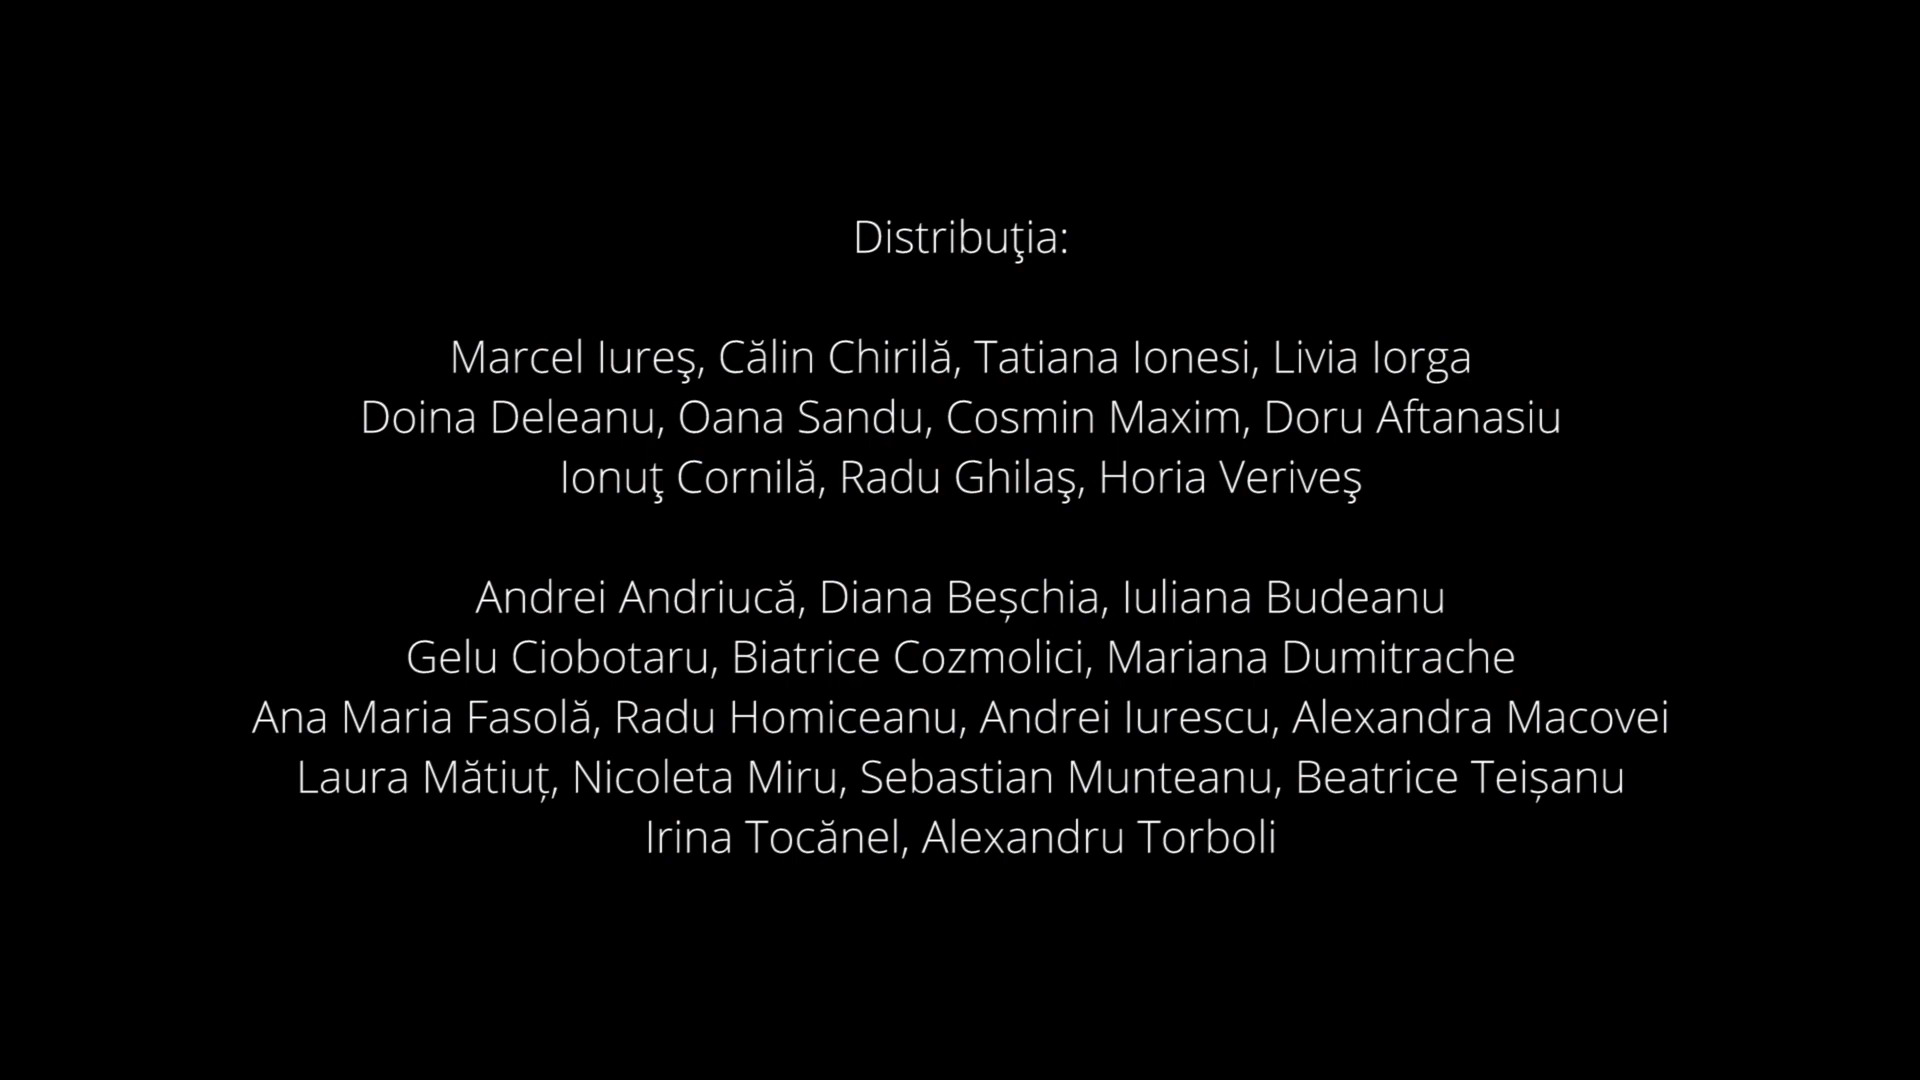 Distribuţia:
Marcel Iureş, Călin Chirilă, Tatiana Ionesi, Livia Iorga
Doina Deleanu, Oana Sandu, Cosmin Maxim, Doru Aftanasiu
Ionuţ Cornilă, Radu Ghilaş, Horia Veriveş
Andrei Andriucă, Diana Beșchia, Iuliana Budeanu
Gelu Ciobotaru, Biatrice Cozmolici, Mariana Dumitrache
Ana Maria Fasolă, Radu Homiceanu, Andrei Iurescu, Alexandra Macovei
Laura Mătiuț, Nicoleta Miru, Sebastian Munteanu, Beatrice Teișanu
Irina Tocănel, Alexandru Torboli